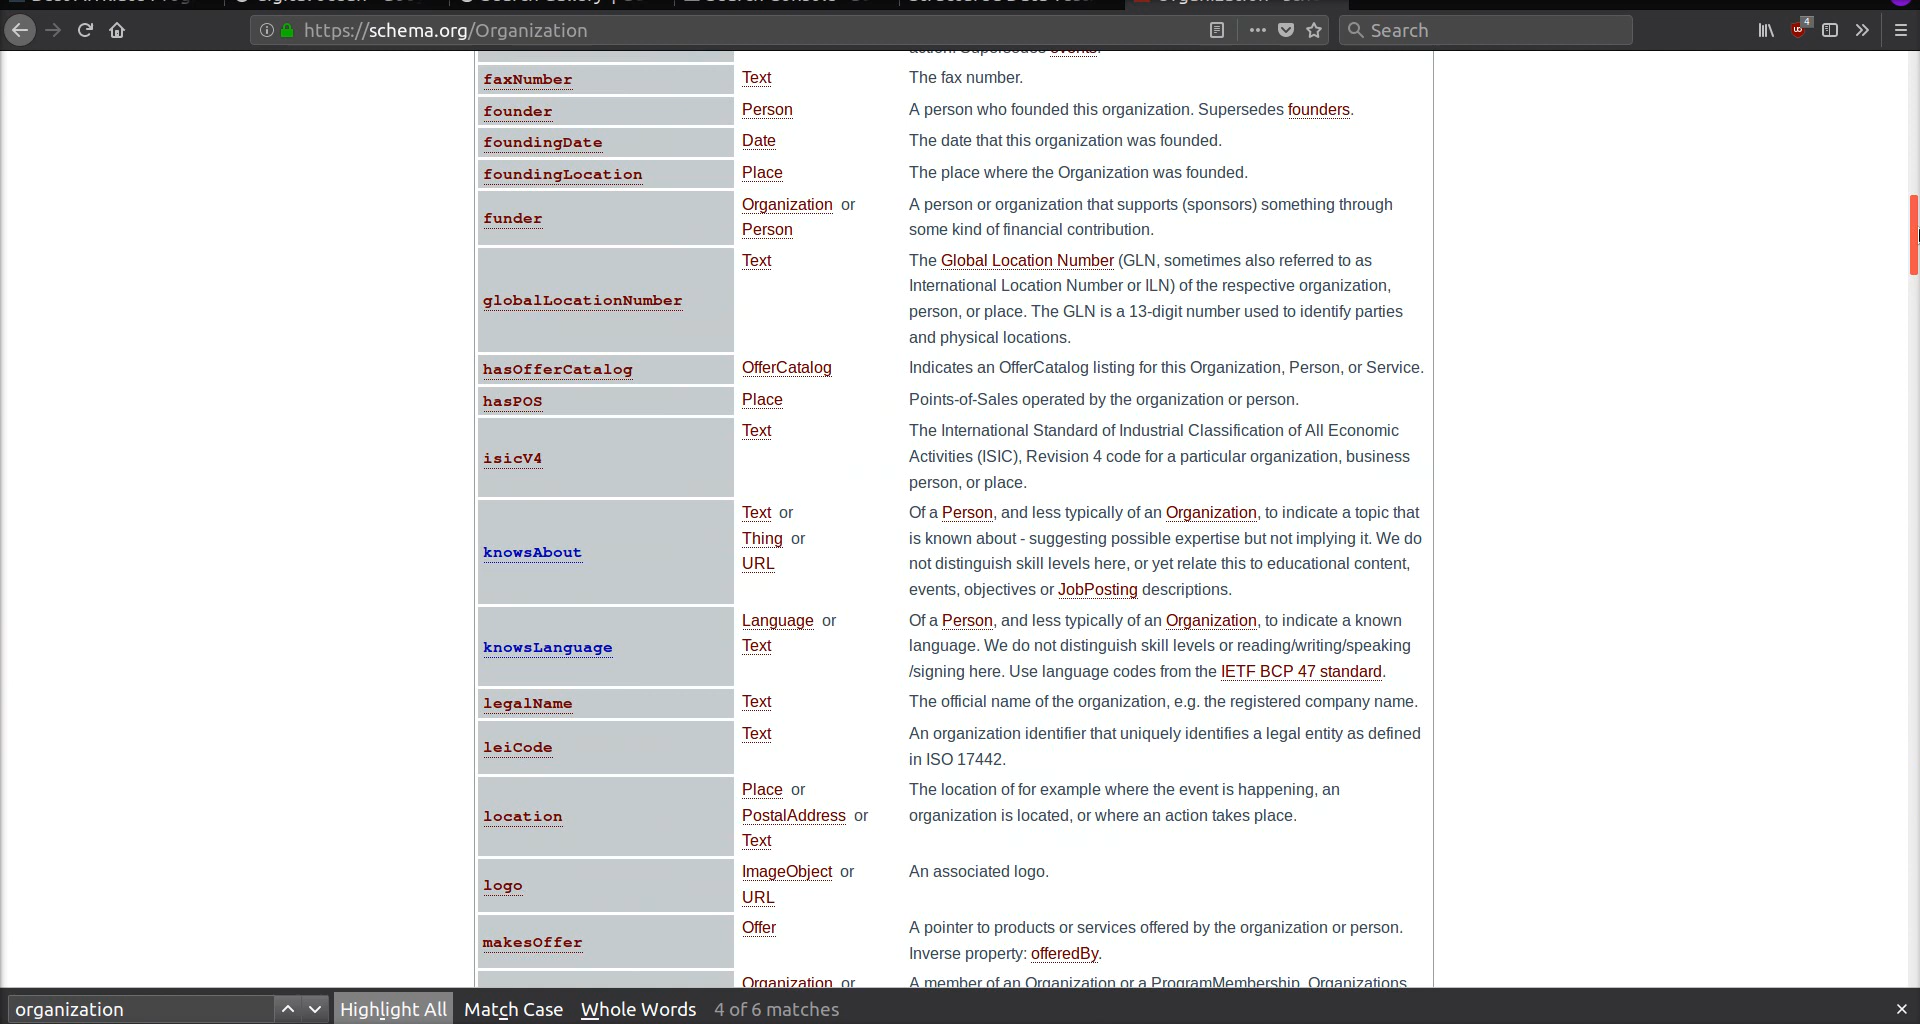 https://schema.org/Organization
Search
4
faxNumber Text The fax number.
founder Person A person who founded this organization. Supersedes founders.
foundingDate Date The date that this organization was founded.
foundingLocation Place The place where the Organization was founded.
funder Organization or A person or organization that supports (sponsors) something through
Person some kind of financial contribution.
globalLocationNumber Text The Global Location Number (GLN, sometimes also referred to as
International Location Number or ILN) of the respective organization,
person, or place. The GLN is a 13-digit number used to identify parties
and physical locations.
hasOfferCatalog OfferCatalog Indicates an OfferCatalog listing for this Organization, Person, or Service.
hasPOS Place Points-of-Sales operated by the organization or person.
isicV4 Text The International Standard of Industrial Classification of All Economic
Activities (ISIC), Revision 4 code for a particular organization, business
person, or place.
knowsAbout Text or Of a Person, and less typically of an Organization, to indicate a topic that
Thing or is known about - suggesting possible expertise but not implying it. We do
URL not distinguish skill levels here, or yet relate this to educational content,
events, objectives or JobPosting descriptions.
knowsLanguage Language or Of a Person, and less typically of an Organization, to indicate a known
Text language. We do not distinguish skill levels or reading/writing/speaking
/signing here. Use language codes from the IETF BCP 47 standard.
legalName Text The official name of the organization, e.g. the registered company name.
leiCode Text An organization identifier that uniquely identifies a legal entity as defined
in ISO 17442.
location Place or The location of for example where the event is happening, an
PostalAddress or organization is located, or where an action takes place.
Text
logo ImageObject or An associated logo.
URL
makesOffer Offer A pointer to products or services offered by the organization or person.
Inverse property: offeredBy.
Organization or A member of an Organization or a ProgramMembership. Organizations
organization Highlight All Match Case Whole Words 4 of 6 matches